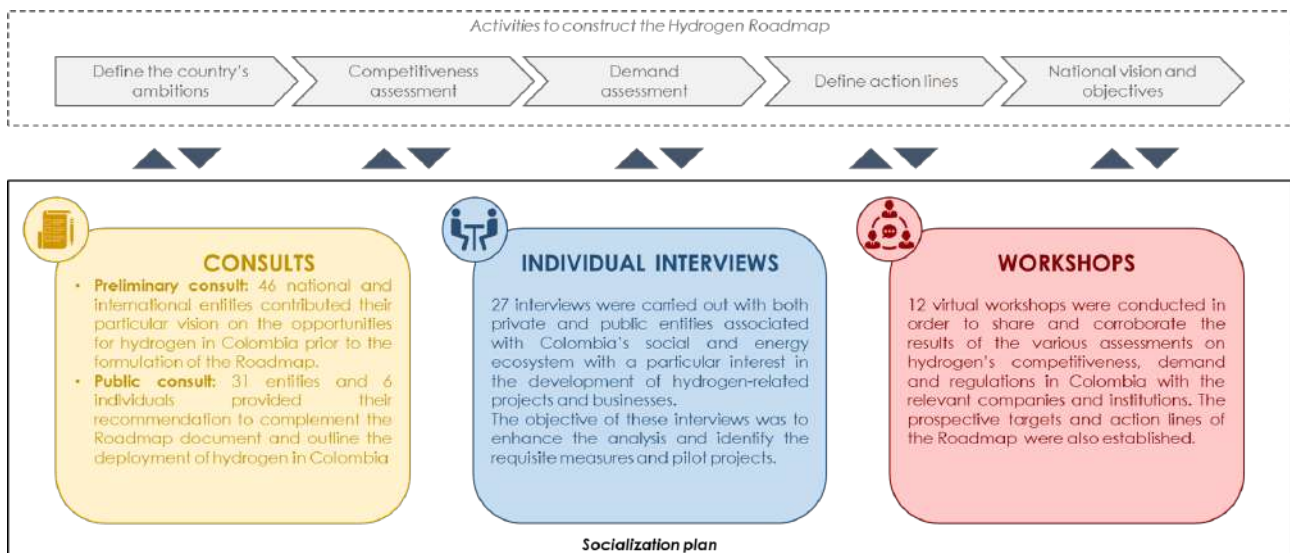 Activities to construct the Hydrogen Roadmap
Define the country's
ambitions
Competitiveness
assessment
Demand
assessment
Define action lines
National vision and
objectives
CONSULTS
• Preliminary consult: 46 national and
international entities contributed their
particular vision on the opportunities
for hydrogen in Colombia prior to the
formulation of the Roadmap.
• Public consult: 31 entities and 6
individuals provided their
recommendation to complement the
Roadmap document and outline the
deployment of hydrogen in Colombia
INDIVIDUAL INTERVIEWS
27 interviews were carried out with both
private and public entities associated
with Colombia's social and energy
ecosystem with a particular interest in
the development of hydrogen-related
projects and businesses.
The objective of these interviews was to
enhance the analysis and identify the
requisite measures and pilot projects.
WORKSHOPS
12 virtual workshops were conducted in
order to share and corroborate the
results of the various assessments on
hydrogen's competitiveness, demand
and regulations in Colombia with the
relevant companies and institutions. The
prospective targets and action lines of
the Roadmap were also established.
Socialization plan